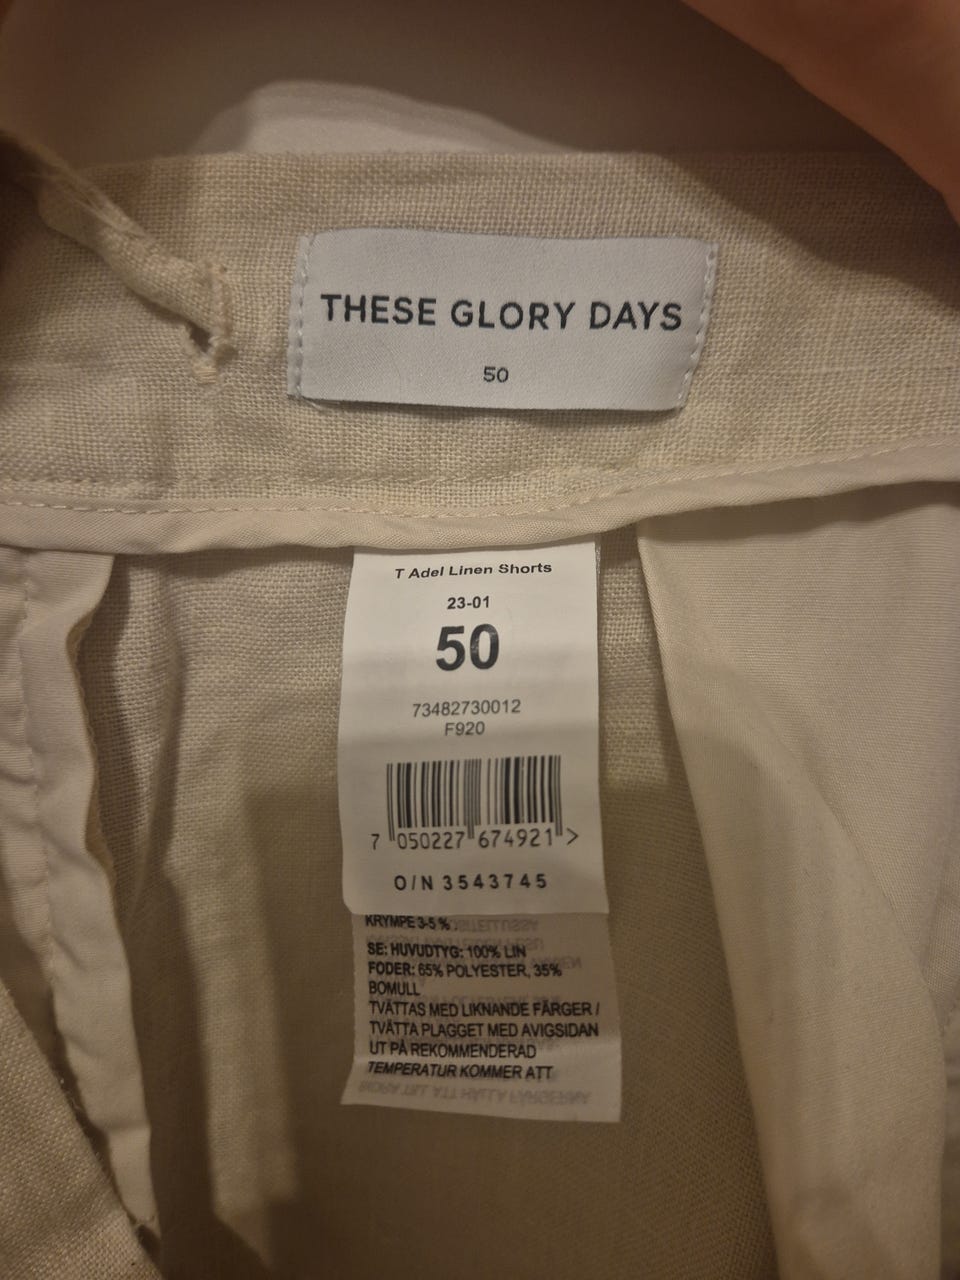 THESE GLORY DAYS
50
T Adel Linen Shorts
23-01
50
73482730012
F920
7 050227 674921 >
O/N 3543745
KRYMPE 3-5 %.
SE: HUVUDTYG: 100% LIN
FODER: 65% POLYESTER, 35%
BOMULL
TVÄTTAS MED LIKNANDE FÄRGER /
TVÄTTA PLAGGET MED AVIGSIDAN
UT PÅ REKOMMENDERAD
TEMPERATUR KOMMER ATT